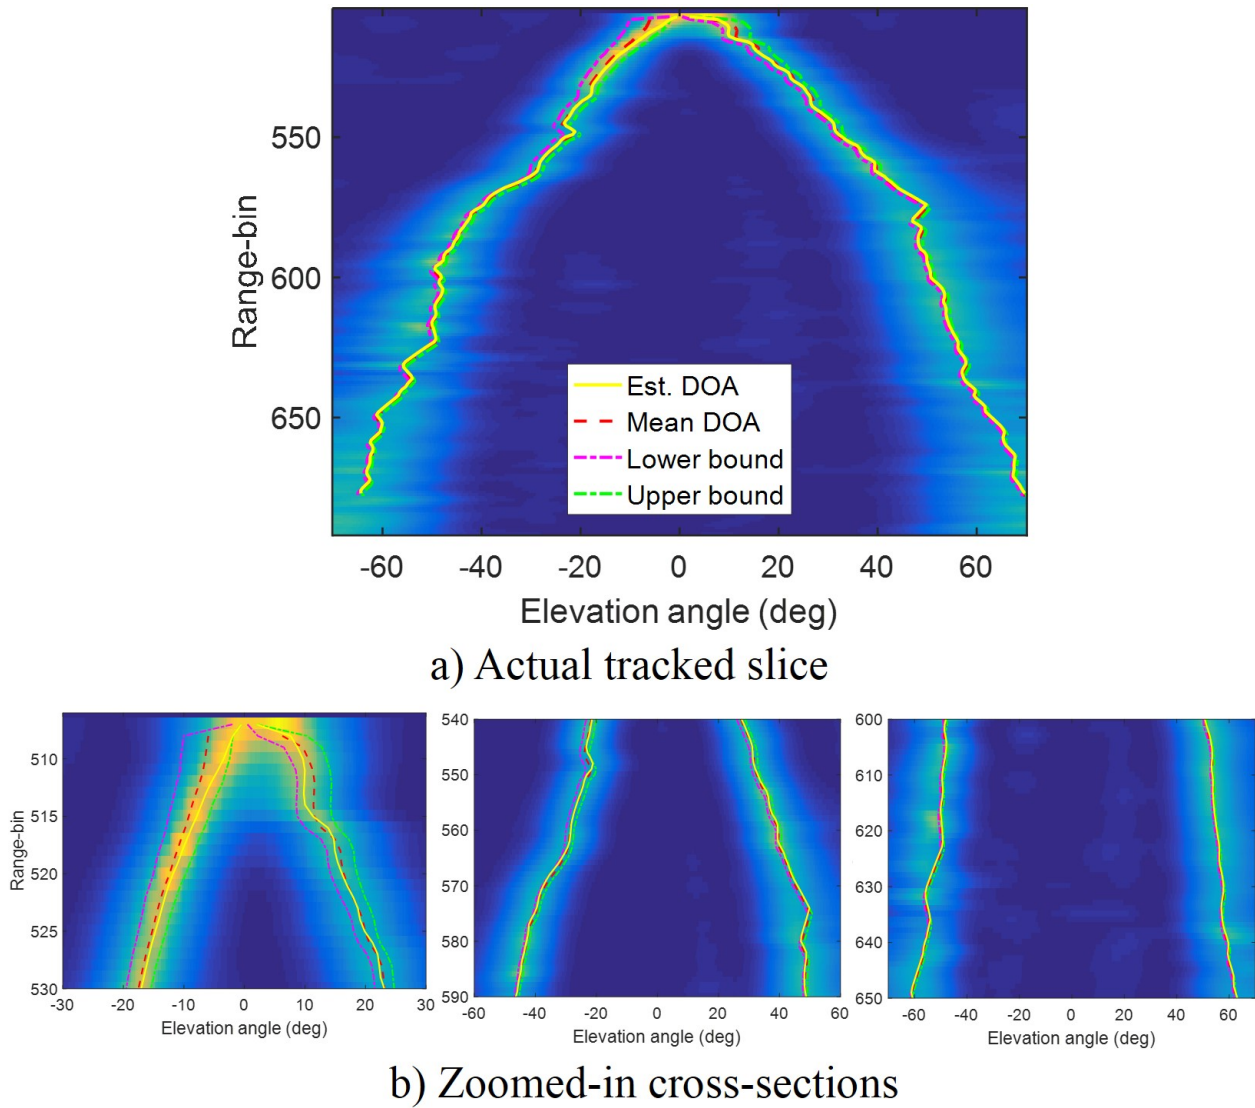 550
600
650
Range-bin
Est. DOA
Mean DOA
Lower bound
Upper bound
-60 -40 -20 0 20 40 60
Elevation angle (deg)
a) Actual tracked slice
510
515
520
525
530
Range-bin
-30 -20 -10 0 10 20 30
Elevation angle (deg)
540
550
560
570
580
590
-60 -40 -20 0 20 40 60
Elevation angle (deg)
600
610
620
630
640
650
-60 -40 -20 0 20 40 60
Elevation angle (deg)
b) Zoomed-in cross-sections